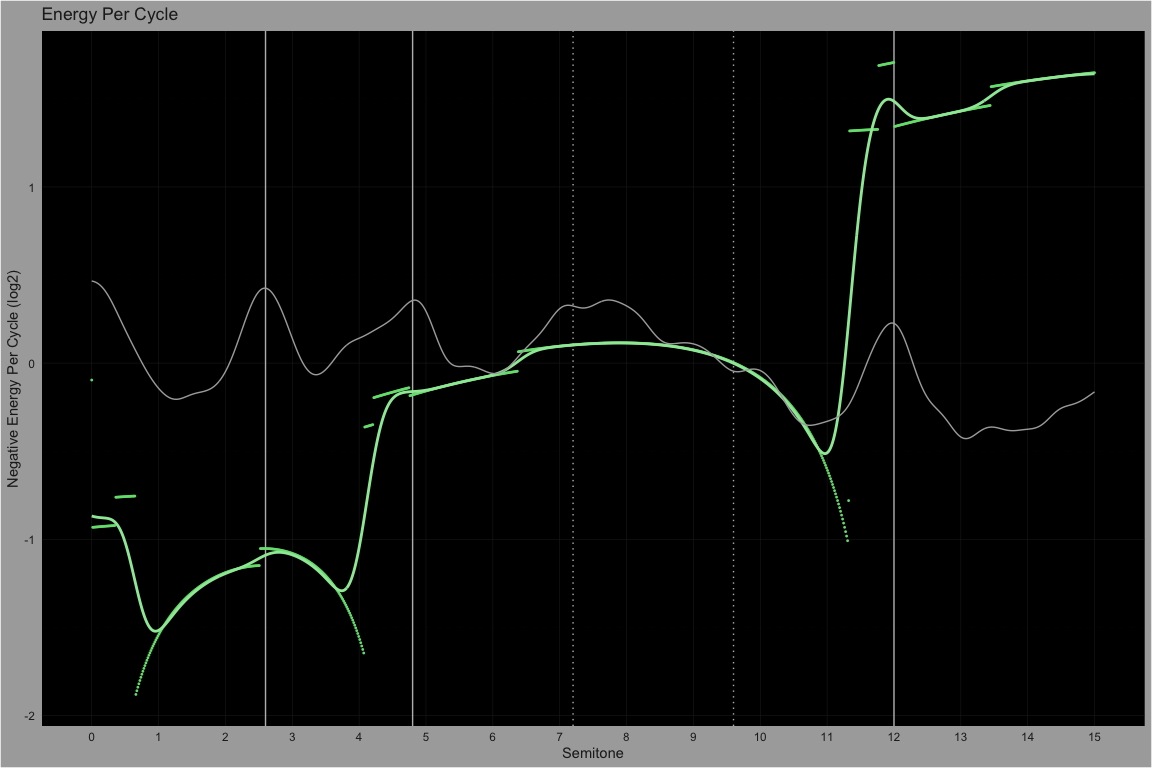 Energy Per Cycle
Negative Energy Per Cycle (log2)
1
0
-1
-2
0 1 2 3 4 5 6 7 8 9 10 11 12 13 14 15
Semitone